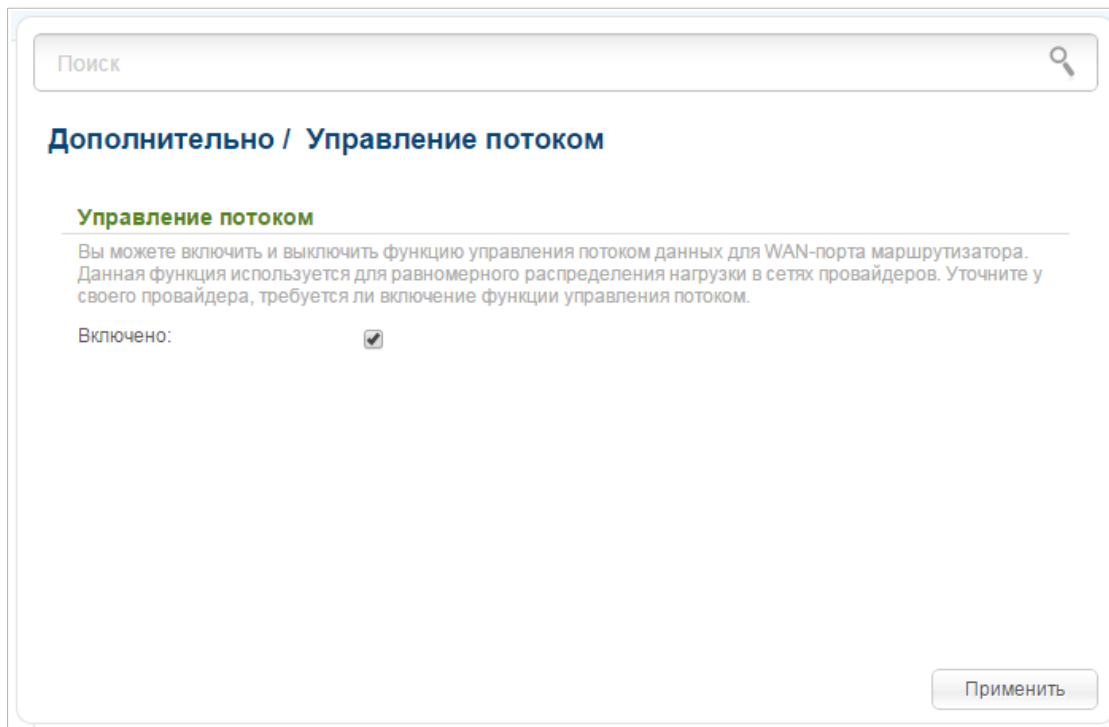 Поиск
Дополнительно / Управление потоком
Управление потоком
Вы можете включить и выключить функцию управления потоком данных для WAN-порта маршрутизатора.
Данная функция используется для равномерного распределения нагрузки в сетях провайдеров. Уточните у
своего провайдера, требуется ли включение функции управления потоком.
Включено:
Применить